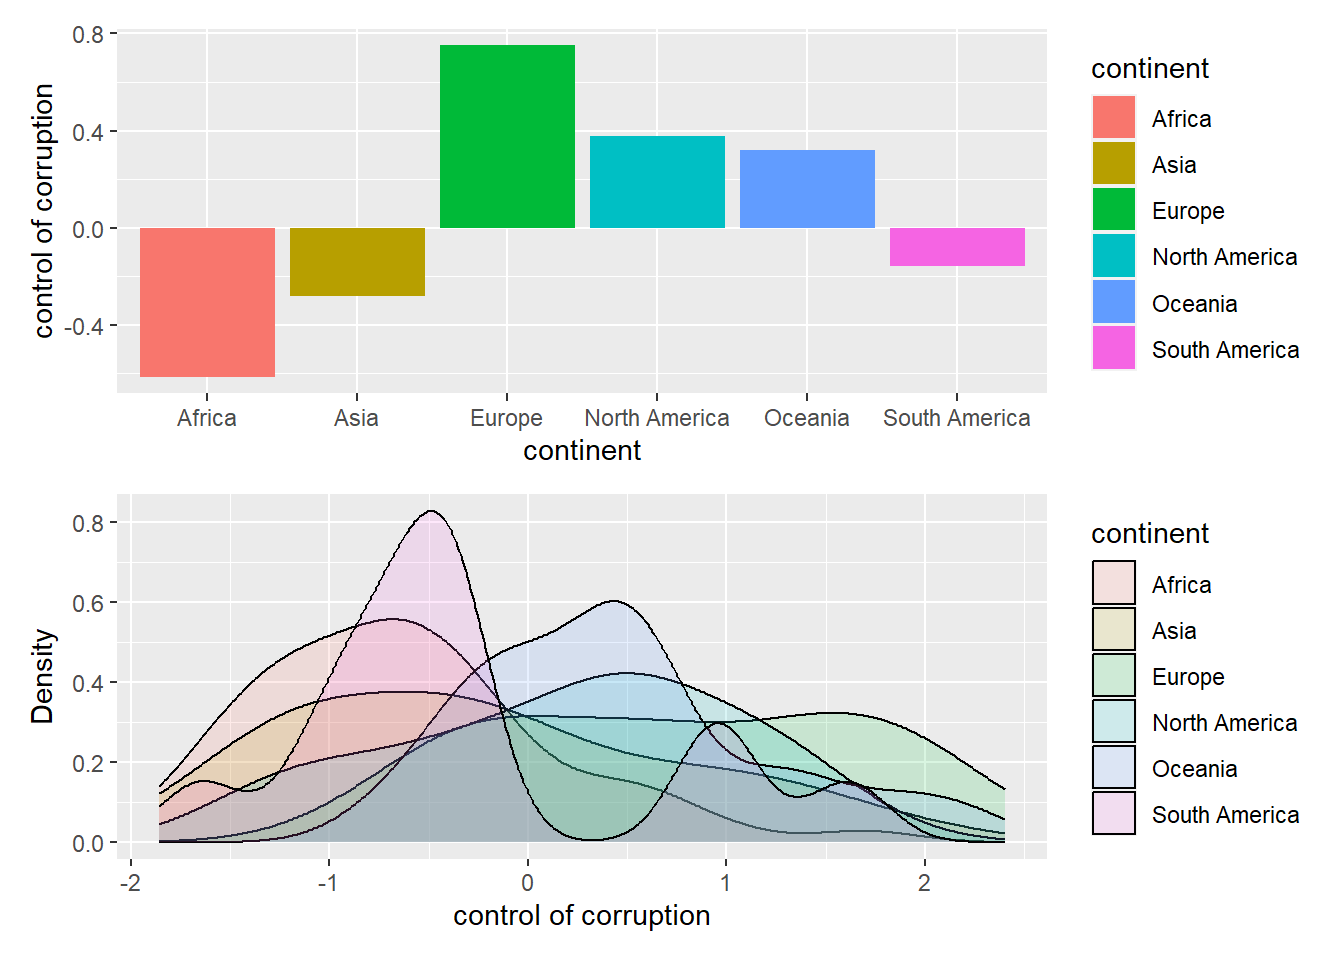 control of corruption
0.8
0.4
0.0
-0.4
Africa
Asia
Europe
North America
Oceania
South America
continent
continent
Africa
Asia
Europe
North America
Oceania
South America
Density
0.8
0.6
0.4
0.2
0.0
-2
-1
0
1
2
control of corruption
continent
Africa
Asia
Europe
North America
Oceania
South America